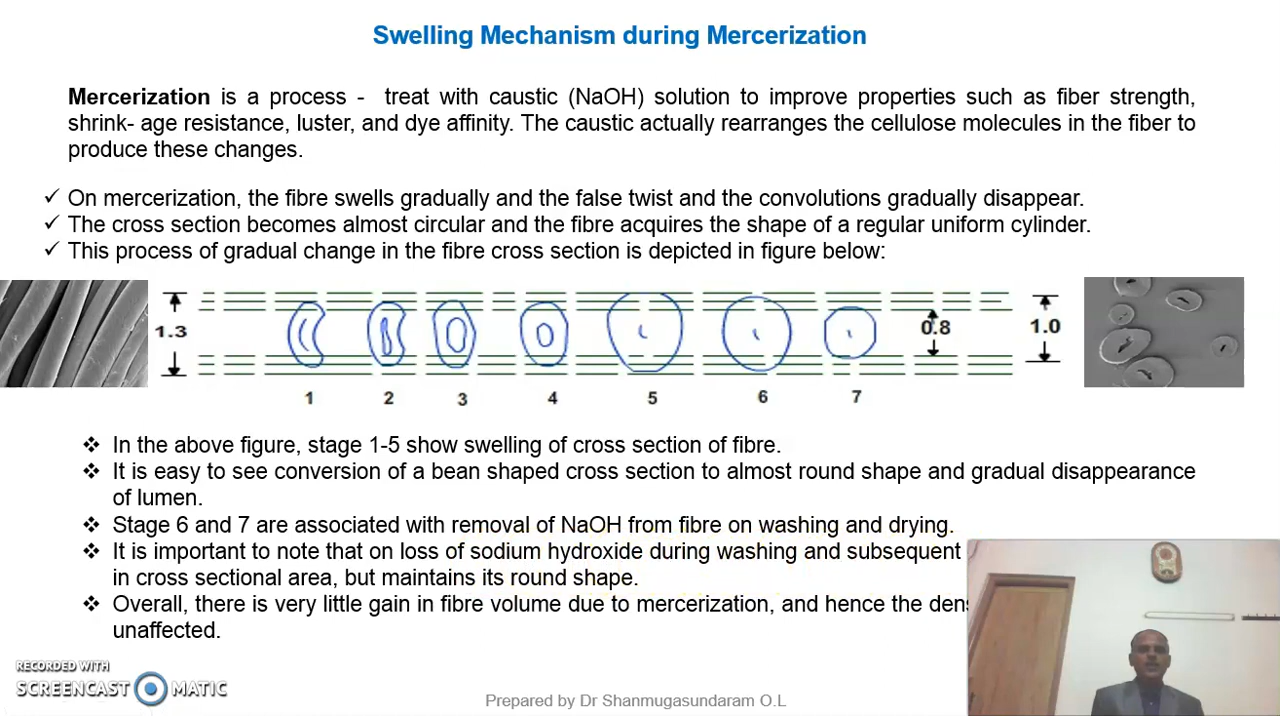 Swelling Mechanism during Mercerization
Mercerization is a process - treat with caustic (NaOH) solution to improve properties such as fiber strength,
shrink- age resistance, luster, and dye affinity. The caustic actually rearranges the cellulose molecules in the fiber to
produce these changes.
✓ On mercerization, the fibre swells gradually and the false twist and the convolutions gradually disappear.
✓ The cross section becomes almost circular and the fibre acquires the shape of a regular uniform cylinder.
✓ This process of gradual change in the fibre cross section is depicted in figure below:
1.3 0.8 1.0
1 2 3 4 5 6 7
❖ In the above figure, stage 1-5 show swelling of cross section of fibre.
❖ It is easy to see conversion of a bean shaped cross section to almost round shape and gradual disappearance
of lumen.
❖ Stage 6 and 7 are associated with removal of NaOH from fibre on washing and drying.
❖ It is important to note that on loss of sodium hydroxide during washing and subsequent
in cross sectional area, but maintains its round shape.
❖ Overall, there is very little gain in fibre volume due to mercerization, and hence the
unaffected.
RECORDED WITH
SCREENCAST MATIC
Prepared by Dr Shanmugasundaram O.L